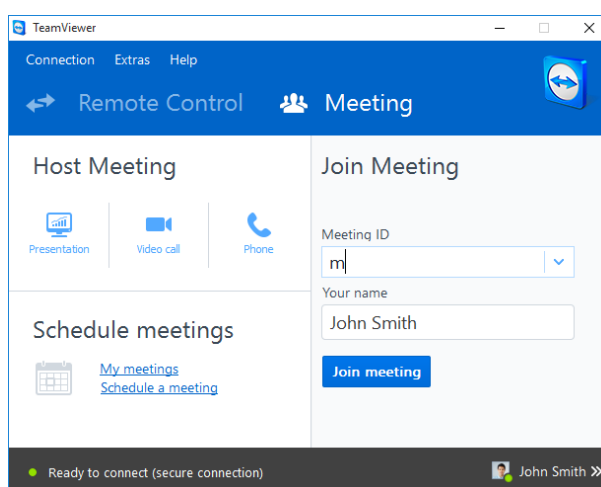 TeamViewer
Connection Extras Help
Remote Control Meeting
Host Meeting
Presentation Video call Phone
Schedule meetings
My meetings
Schedule a meeting
Join Meeting
Meeting ID
m
Your name
John Smith
Join meeting
Ready to connect (secure connection)
John Smith